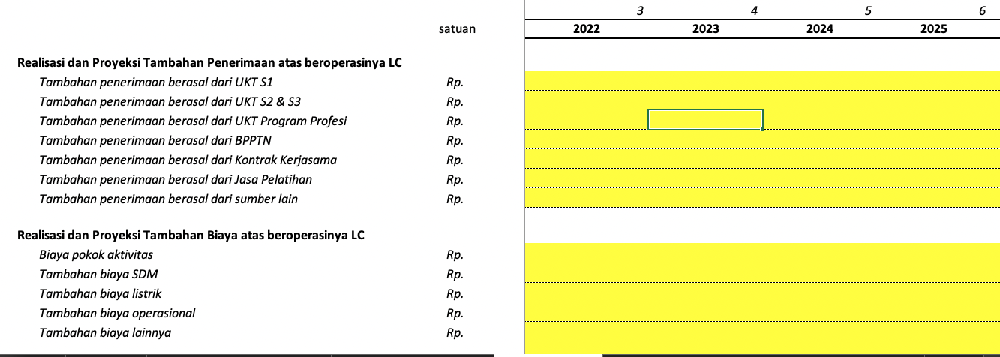 3 4 5 6
satuan 2022 2023 2024 2025
Realisasi dan Proyeksi Tambahan Penerimaan atas beroperasinya LC
Tambahan penerimaan berasal dari UKT S1 Rp.
Tambahan penerimaan berasal dari UKT S2 & S3 Rp.
Tambahan penerimaan berasal dari UKT Program Profesi Rp.
Tambahan penerimaan berasal dari BPPTN Rp.
Tambahan penerimaan berasal dari Kontrak Kerjasama Rp.
Tambahan penerimaan berasal dari Jasa Pelatihan Rp.
Tambahan penerimaan berasal dari sumber lain Rp.
Realisasi dan Proyeksi Tambahan Biaya atas beroperasinya LC
Biaya pokok aktivitas Rp.
Tambahan biaya SDM Rp.
Tambahan biaya listrik Rp.
Tambahan biaya operasional Rp.
Tambahan biaya lainnya Rp.